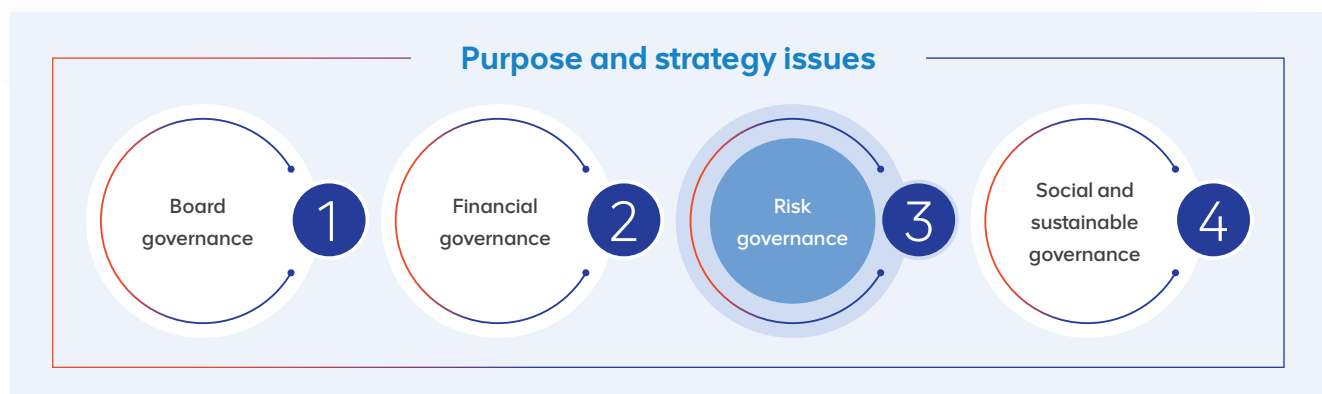 Purpose and strategy issues
Board
governance
1
Financial
governance
2
Risk
governance
3
Social and
sustainable
governance
4